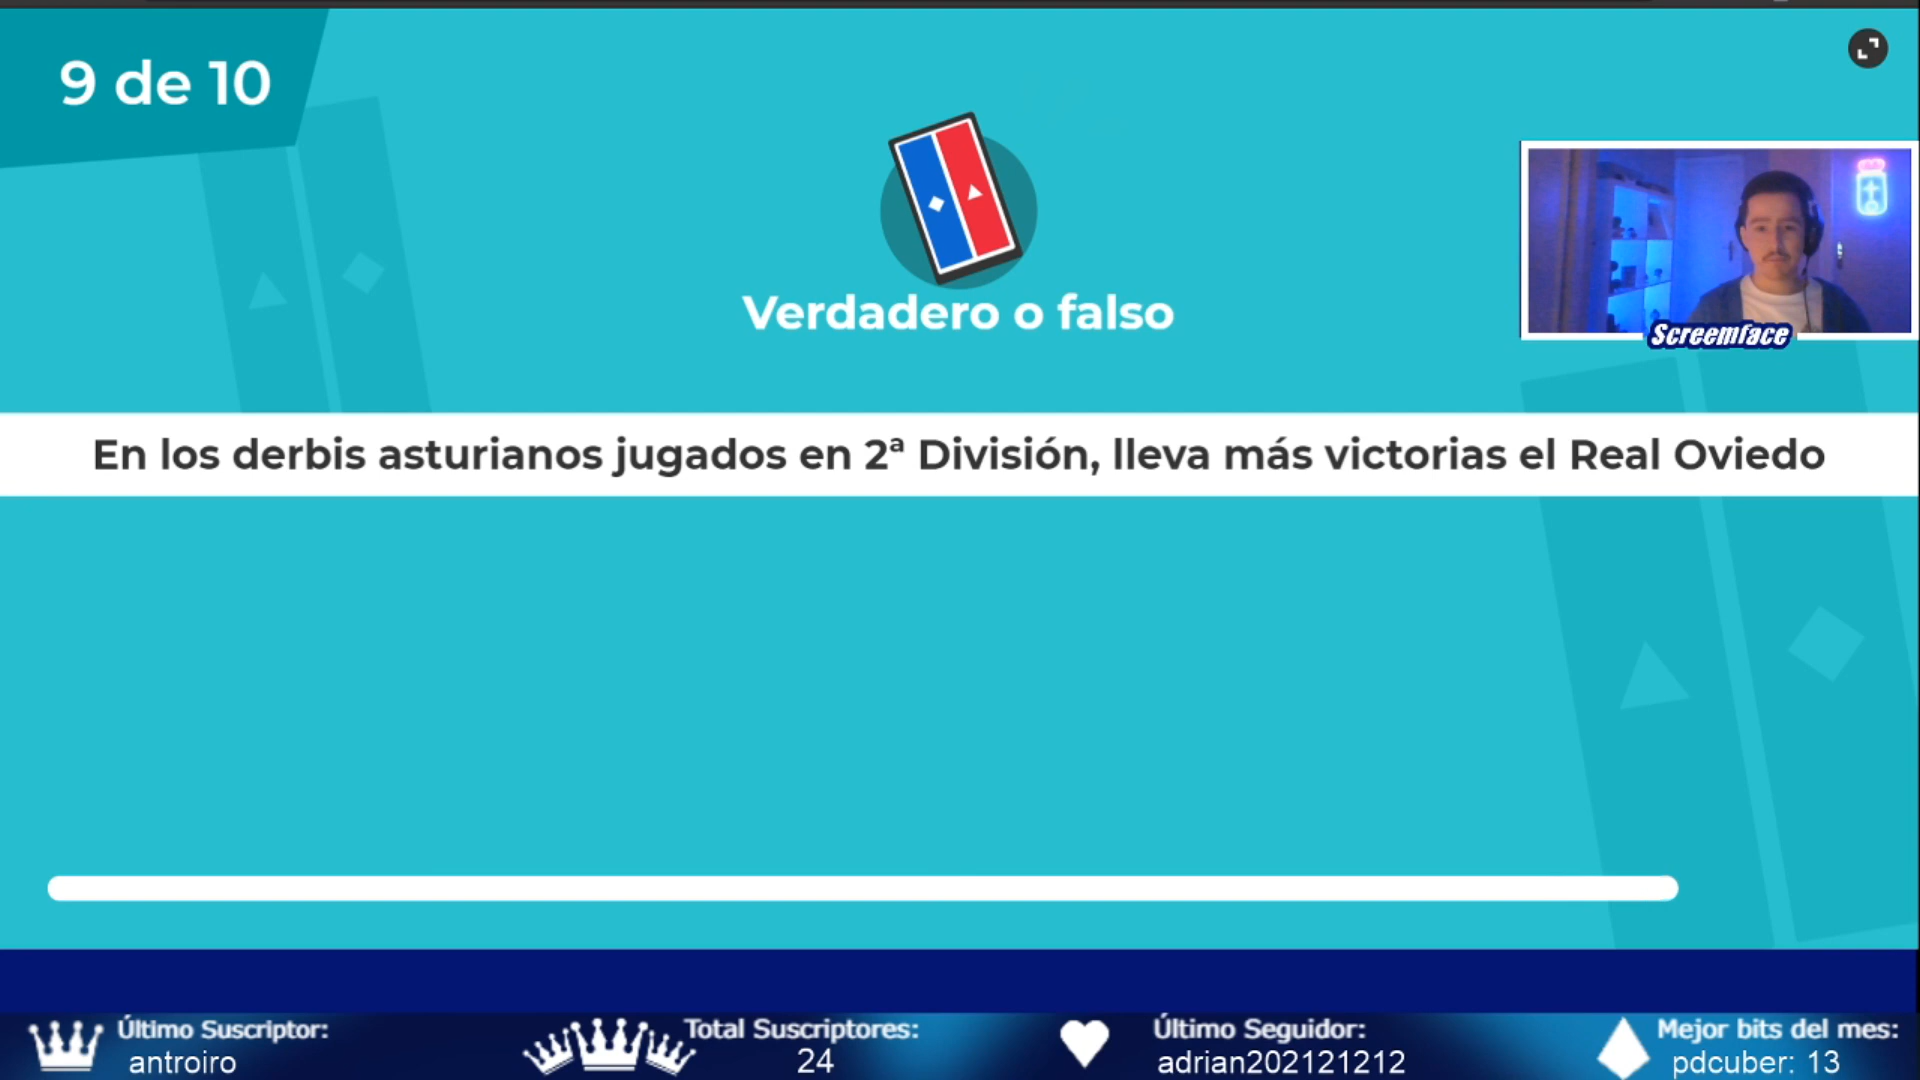 9 de 10
Verdadero o falso
Screemface
En los derbis asturianos jugados en 2ª División, lleva más victorias el Real Oviedo
Último Suscriptor:
antroiro
Total Suscriptores:
24
Último Seguidor:
adrian202121212
Mejor bits del mes:
pdcuber: 13